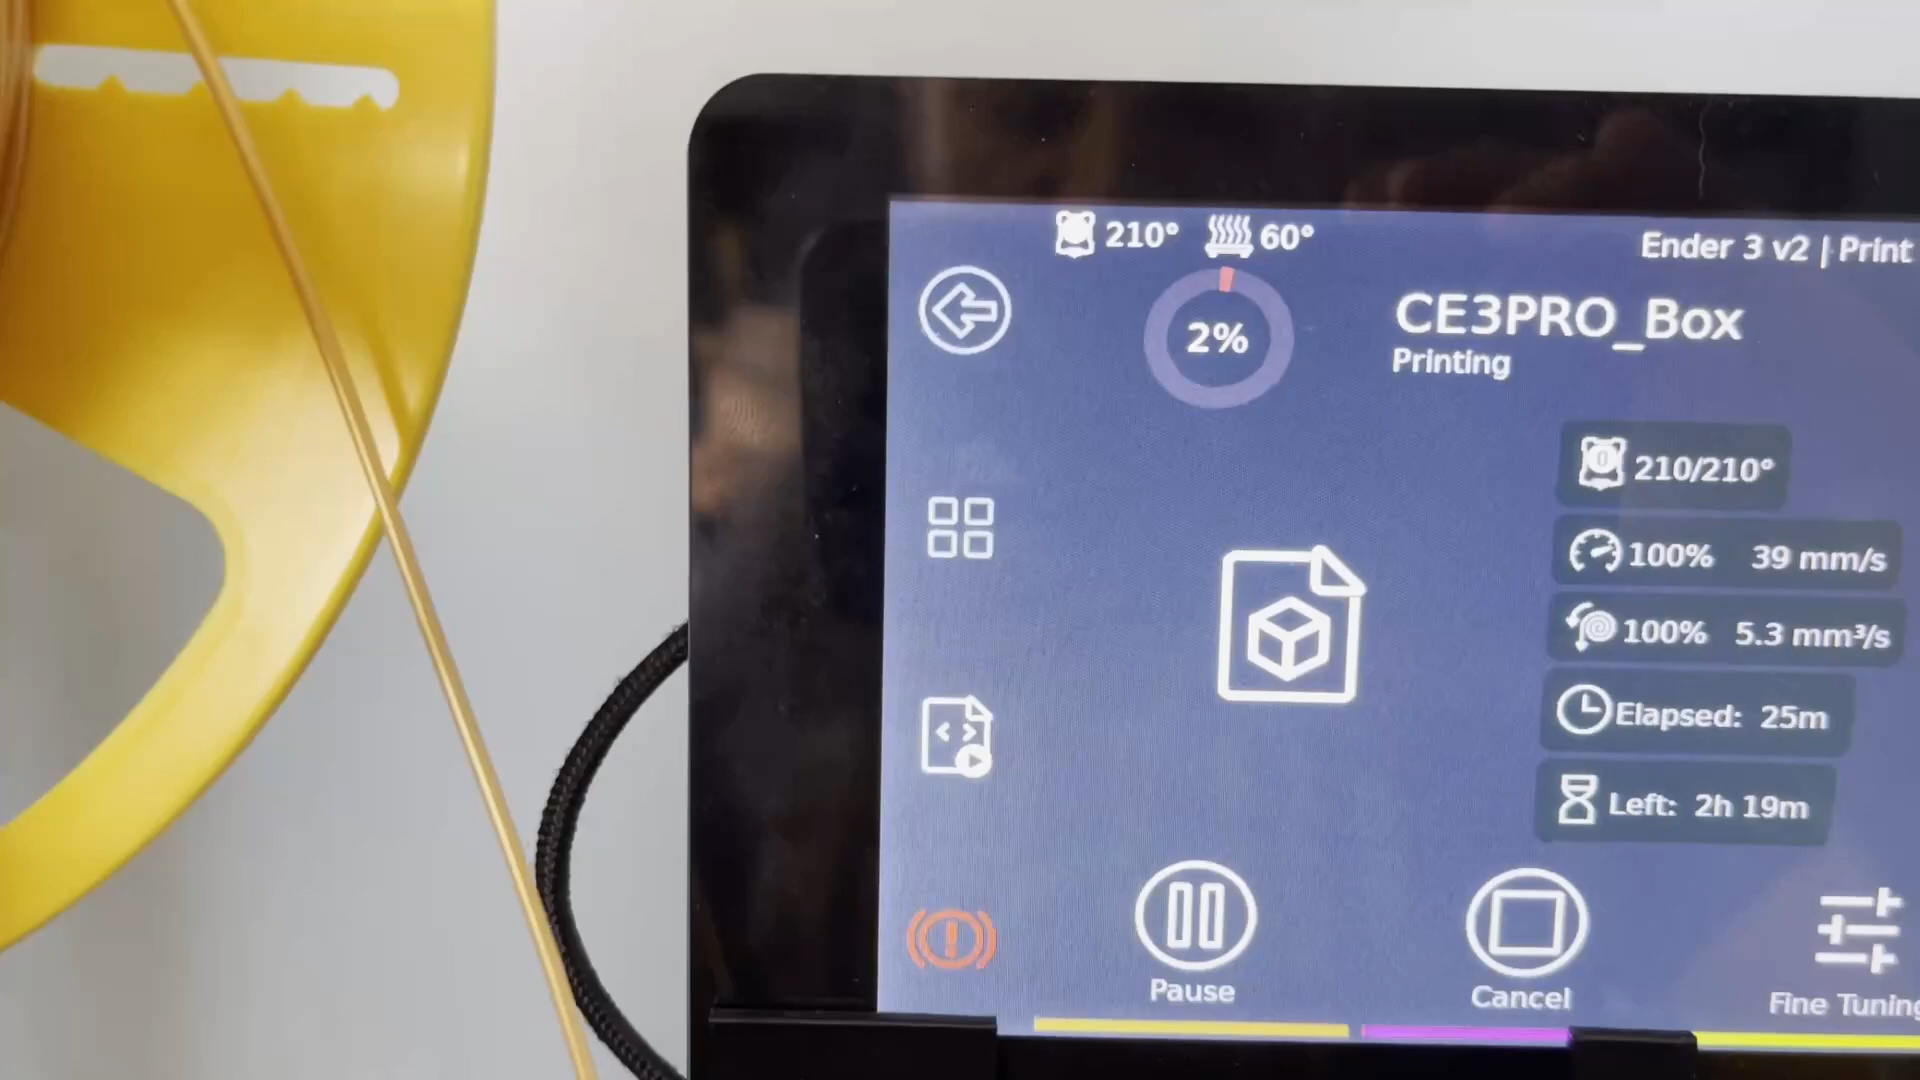 210° 60°
Ender 3 v2 | Print
2%
CE3PRO_Box
Printing
0 210/210°
100% 39 mm/s
100% 5.3 mm³/s
Elapsed: 25m
Left: 2h 19m
Pause
Cancel
Fine Tuning